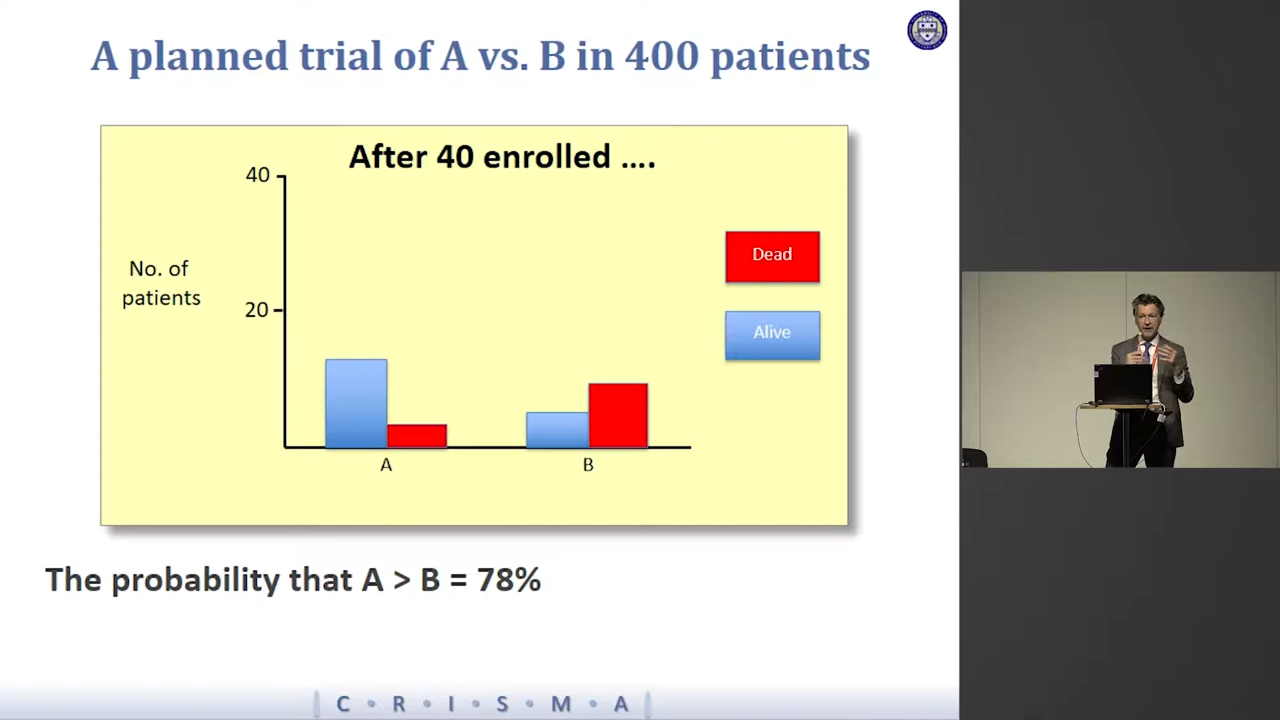 A planned trial of A vs. B in 400 patients
After 40 enrolled ....
40
No. of
patients
20
Dead
Alive
A
B
The probability that A > B = 78%
C • R • I • S • M • A